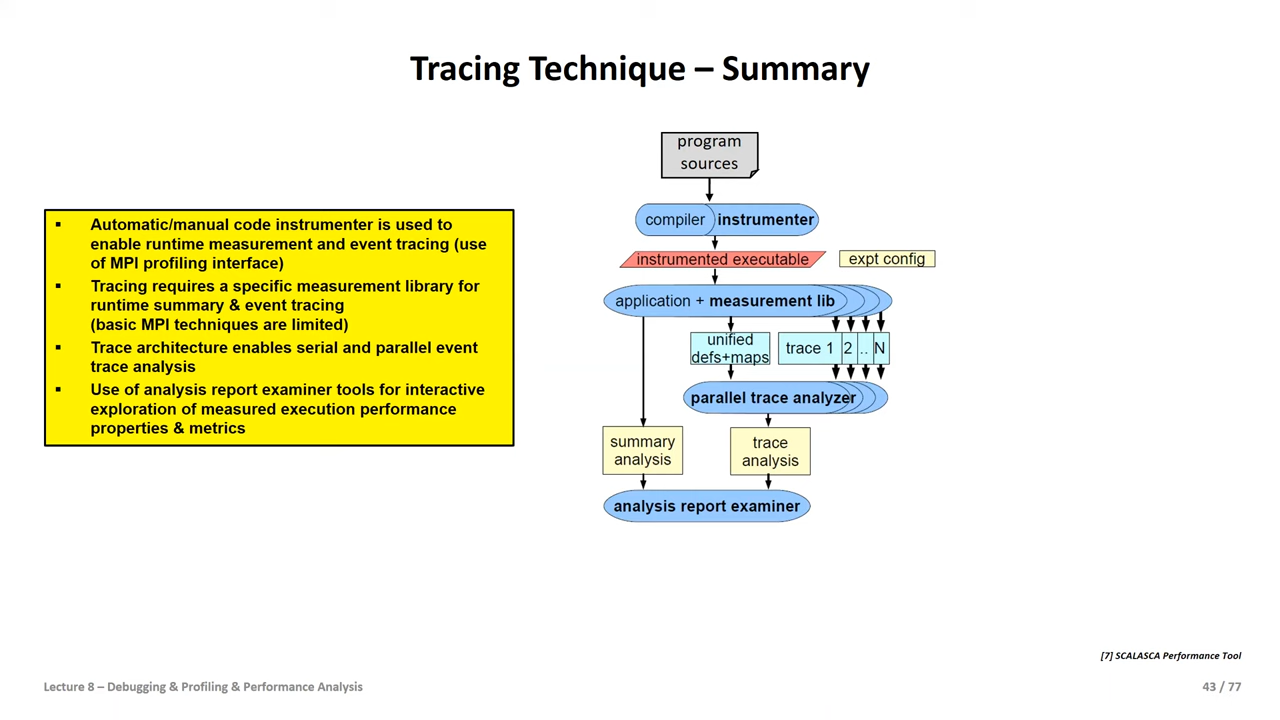 Tracing Technique – Summary
▪ Automatic/manual code instrumenter is used to
enable runtime measurement and event tracing (use
of MPI profiling interface)
▪ Tracing requires a specific measurement library for
runtime summary & event tracing
(basic MPI techniques are limited)
▪ Trace architecture enables serial and parallel event
trace analysis
▪ Use of analysis report examiner tools for interactive
exploration of measured execution performance
properties & metrics
program
sources
compiler instrumenter
instrumented executable
expt config
application + measurement lib
unified
defs+maps
trace 1 2 .. N
parallel trace analyzer
summary
analysis
trace
analysis
analysis report examiner
[7] SCALASCA Performance Tool
Lecture 8 – Debugging & Profiling & Performance Analysis
43 / 77